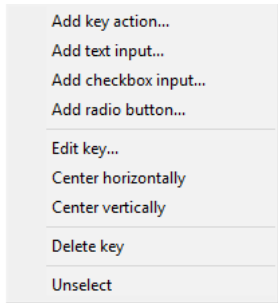 Add key action...
Add text input...
Add checkbox input...
Add radio button...
Edit key...
Center horizontally
Center vertically
Delete key
Unselect